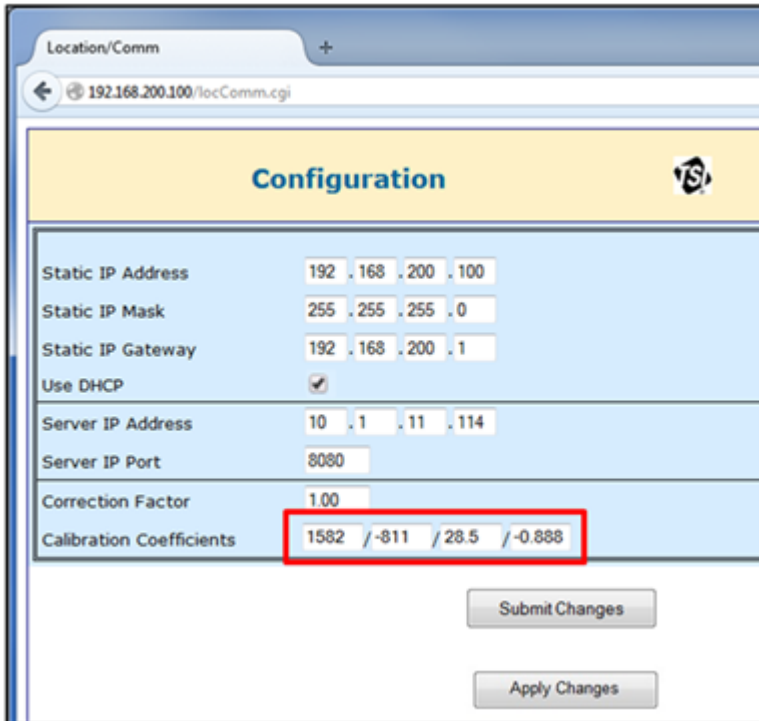 Location/Comm
192.168.200.100/locComm.cgi
Configuration
TSI
Static IP Address 192 . 168 . 200 . 100
Static IP Mask 255 . 255 . 255 . 0
Static IP Gateway 192 . 168 . 200 . 1
Use DHCP
Server IP Address 10 . 1 . 11 . 114
Server IP Port 8080
Correction Factor 1.00
Calibration Coefficients 1582 / -811 / 28.5 / -0.888
Submit Changes
Apply Changes